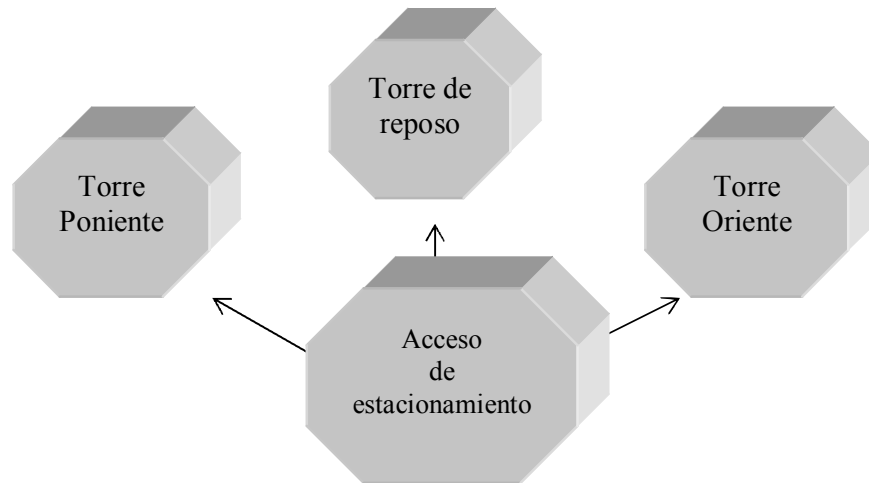 Torre de
reposo
Torre
Poniente
Torre
Oriente
Acceso
de
estacionamiento